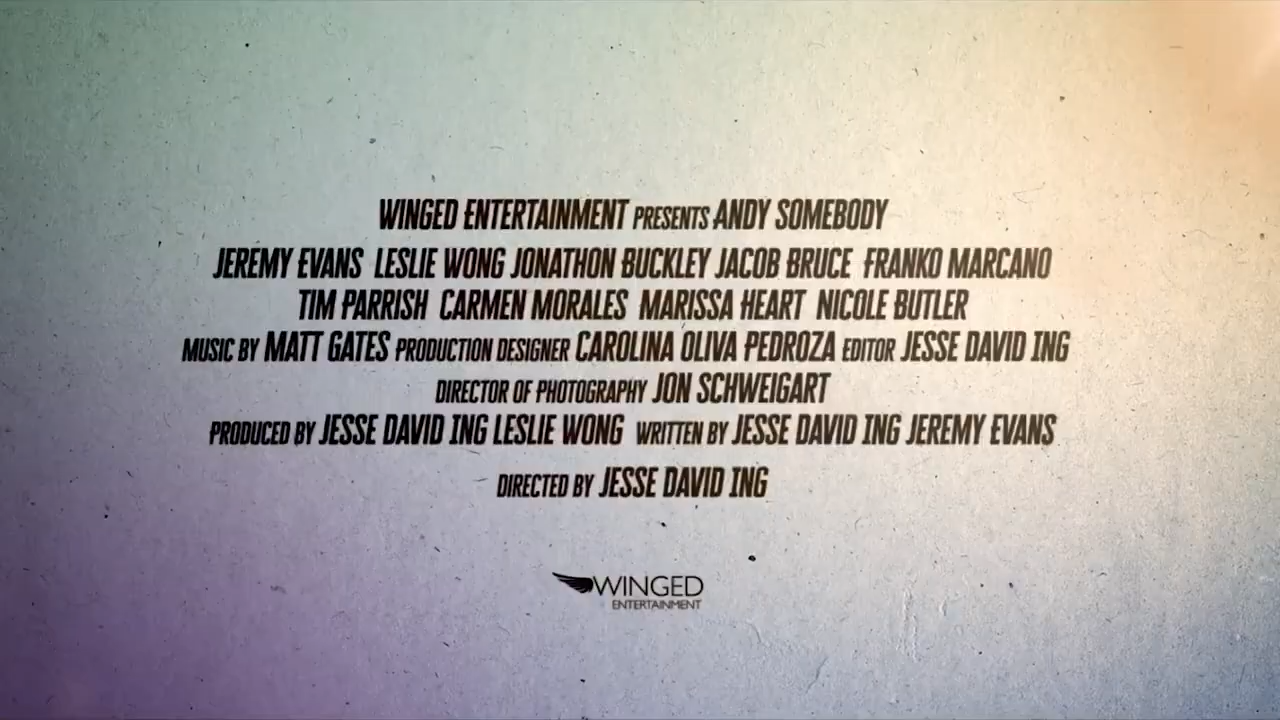 WINGED ENTERTAINMENT PRESENTS ANDY SOMEBODY
JEREMY EVANS LESLIE WONG JONATHON BUCKLEY JACOB BRUCE FRANKO MARCANO
TIM PARRISH CARMEN MORALES MARISSA HEART NICOLE BUTLER
MUSIC BY MATT GATES PRODUCTION DESIGNER CAROLINA OLIVA PEDROZA EDITOR JESSE DAVID ING
DIRECTOR OF PHOTOGRAPHY JON SCHWEIGART
PRODUCED BY JESSE DAVID ING LESLIE WONG WRITTEN BY JESSE DAVID ING JEREMY EVANS
DIRECTED BY JESSE DAVID ING
WINGED
ENTERTAINMENT